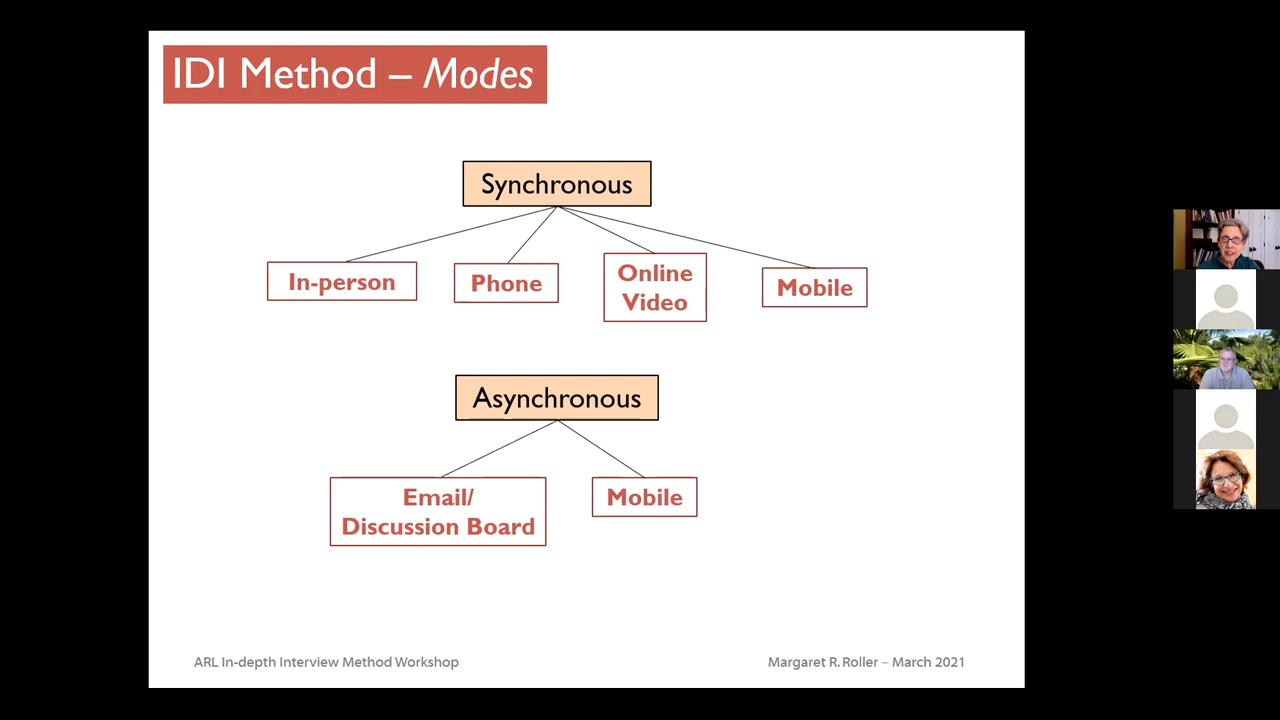 IDI Method – Modes
Synchronous
In-person
Phone
Online
Video
Mobile
Asynchronous
Email/
Discussion Board
Mobile
ARL In-depth Interview Method Workshop
Margaret R. Roller – March 2021